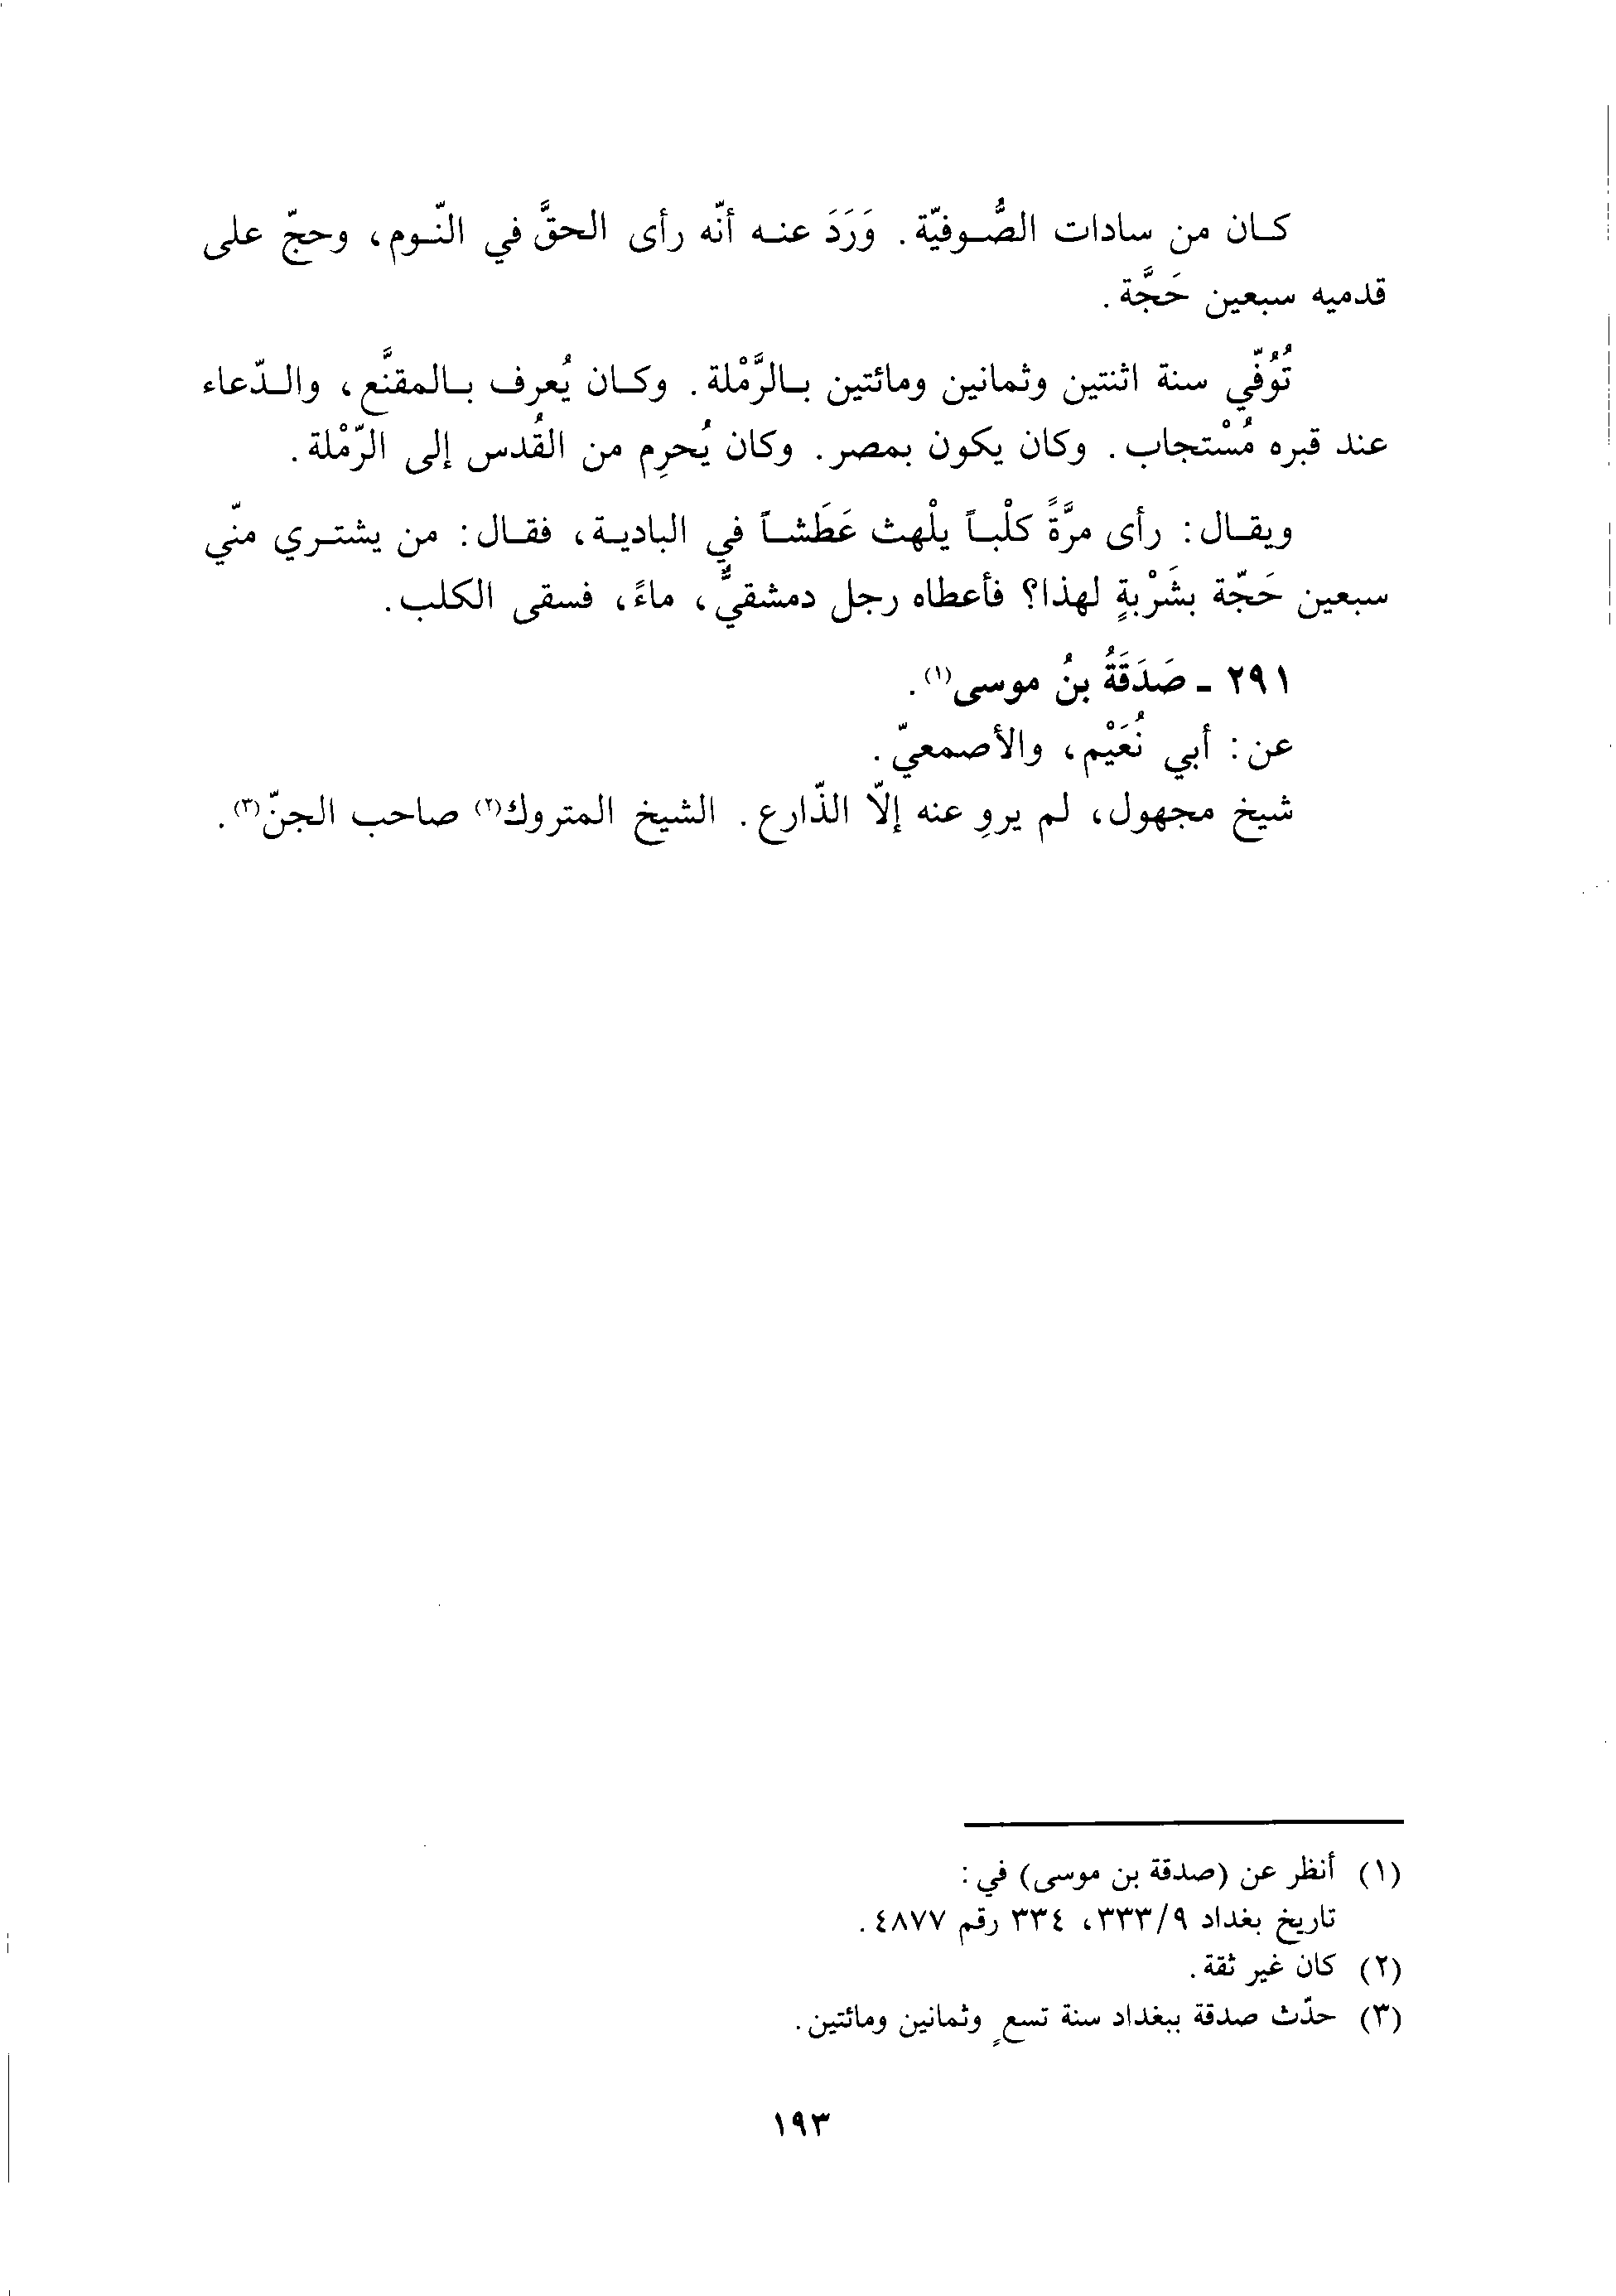 كان من سادات الصُّوفيّة. وَرَدَ عنه أنّه رأى الحقَّ في النّوم، وحجّ على
قدميه سبعين حَجَّة.
تُوُفّي سنة اثنتين وثمانين ومائتين بالرَّمْلة. وكان يُعرف بالمقنَّع، والدّعاء
عند قبره مُسْتجاب. وكان يكون بمصر. وكان يُحرِم من القُدس إلى الرّمْلة.
ويقال: رأى مرَّةً كلْباً يلْهث عَطَشاً في البادية، فقال: من يشتري منّي
سبعين حَجّة بشَرْبةٍ لهذا؟ فأعطاه رجل دمشقيٌّ، ماءً، فسقى الكلب.
٢٩١ - صَدَقَةُ بنُ موسى(١).
عن: أبي نُعَيْم، والأصمعيّ.
شيخ مجهول، لم يروِ عنه إلّا الذّارع. الشيخ المتروك(٢) صاحب الجنّ(٣).
(١) أنظر عن (صدقة بن موسى) في:
تاريخ بغداد ٣٣٣/٩، ٣٣٤ رقم ٤٨٧٧.
(٢) كان غير ثقة.
(٣) حدّث صدقة ببغداد سنة تسعٍ وثمانين ومائتين.
١٩٣